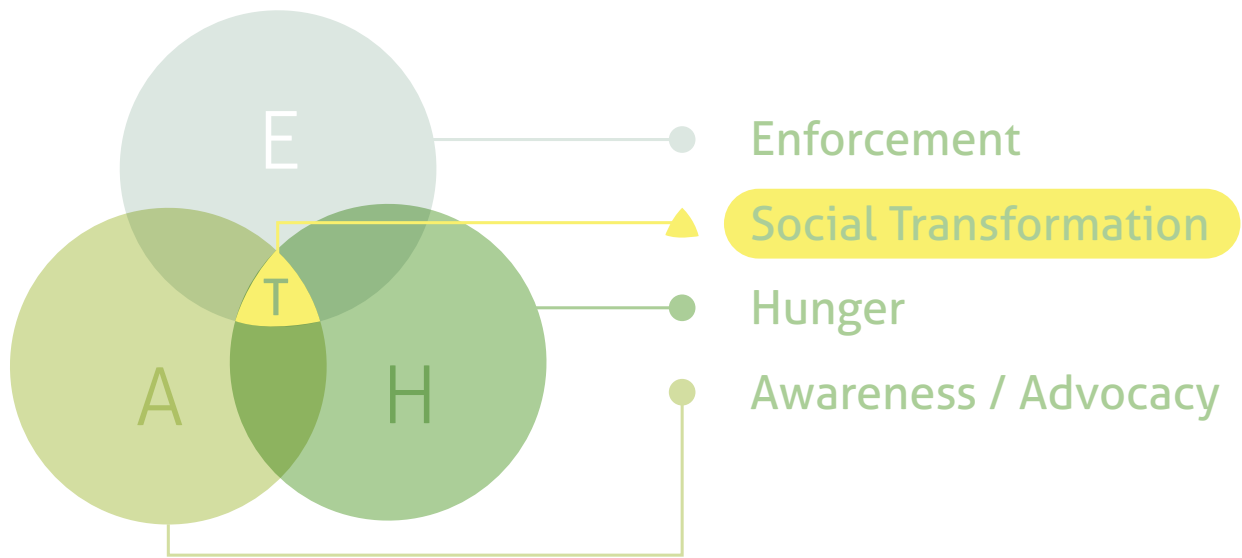 E
Enforcement
Social Transformation
T
Hunger
A
H
Awareness / Advocacy